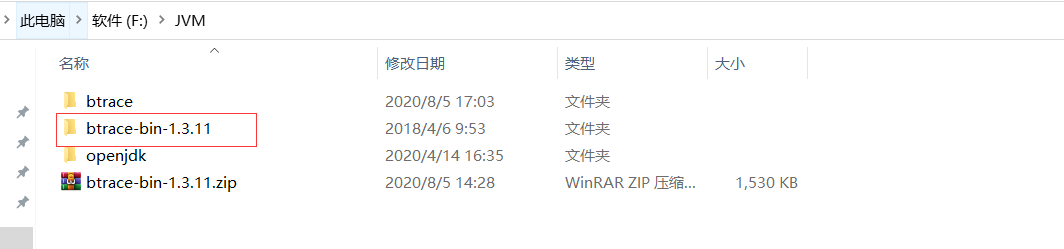 此电脑 > 软件 (F:) > JVM
名称 修改日期 类型 大小
btrace 2020/8/5 17:03 文件夹
btrace-bin-1.3.11 2018/4/6 9:53 文件夹
openjdk 2020/4/14 16:35 文件夹
btrace-bin-1.3.11.zip 2020/8/5 14:28 WinRAR ZIP 压缩... 1,530 KB